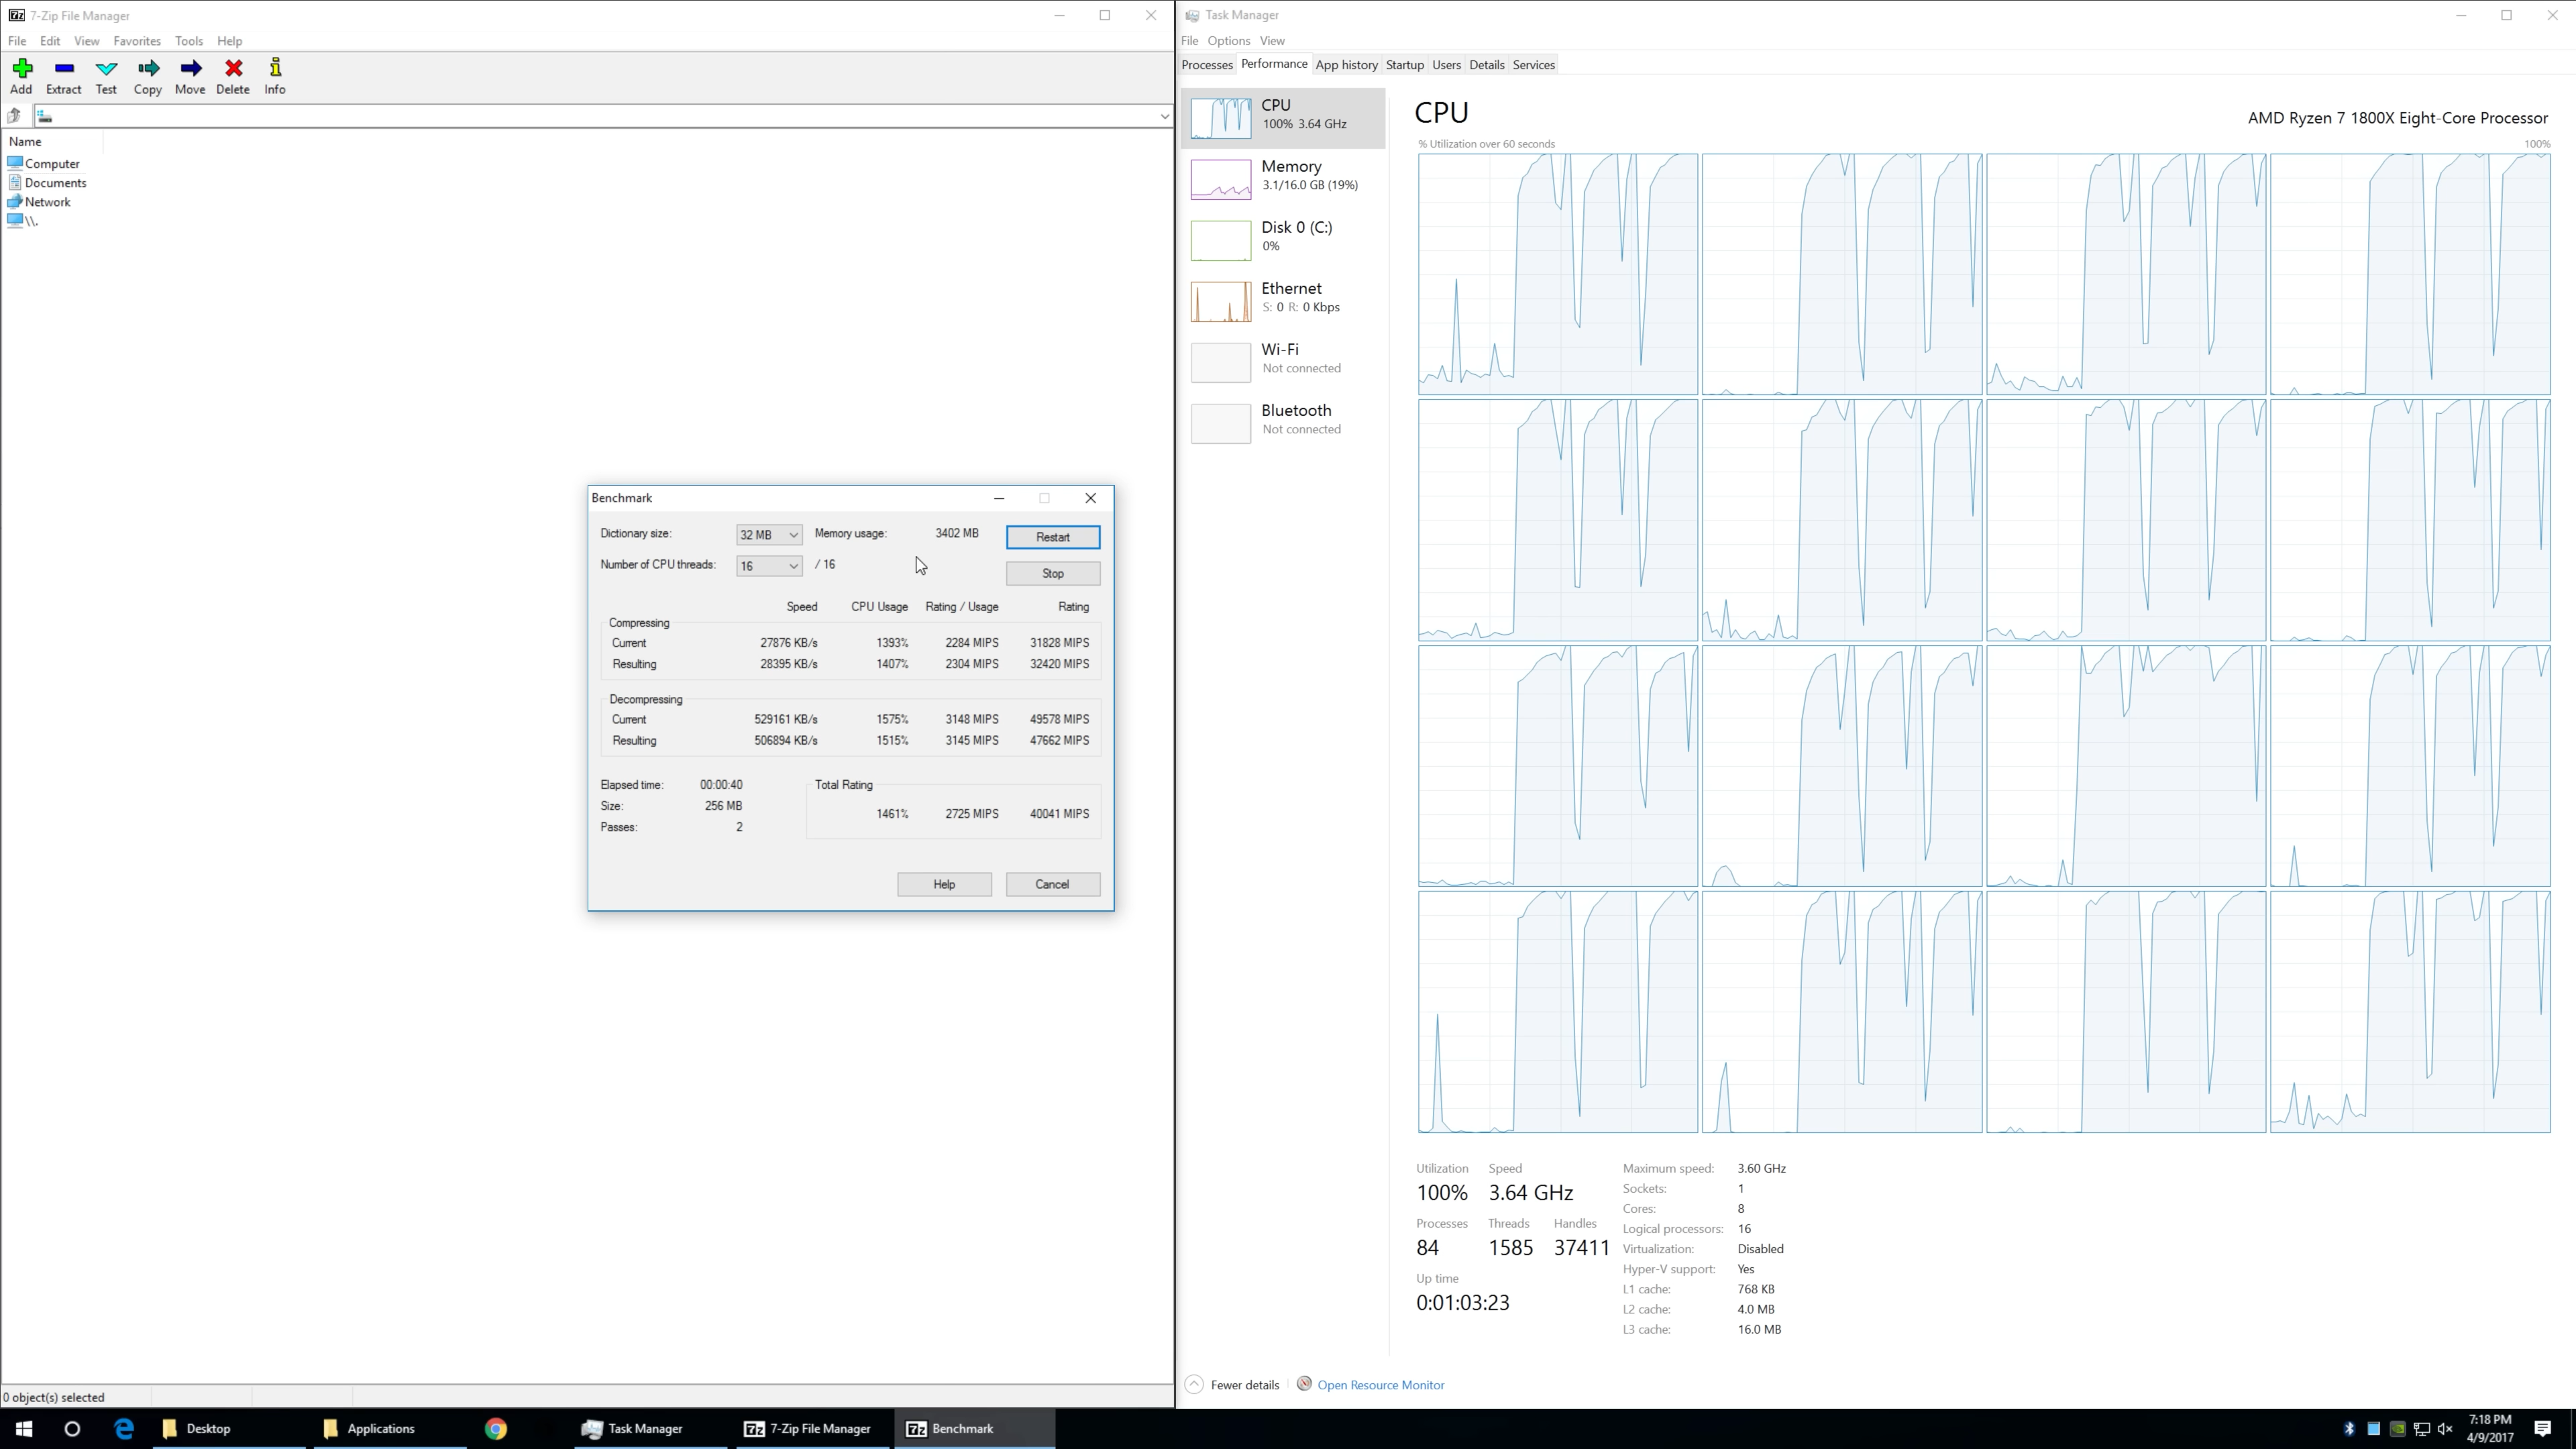 7-Zip File Manager
File Edit View Favorites Tools Help
Add Extract Test Copy Move Delete Info
Name
Computer
Documents
Network
\\.
Benchmark
Dictionary size: 32 MB Memory usage: 3402 MB Restart
Number of CPU threads: 16 / 16 Stop
Speed CPU Usage Rating / Usage Rating
Compressing
Current 27876 KB/s 1393% 2284 MIPS 31828 MIPS
Resulting 28395 KB/s 1407% 2304 MIPS 32420 MIPS
Decompressing
Current 529161 KB/s 1575% 3148 MIPS 49578 MIPS
Resulting 506894 KB/s 1515% 3145 MIPS 47662 MIPS
Elapsed time: 00:00:40 Total Rating
Size: 256 MB
1461% 2725 MIPS 40041 MIPS
Passes: 2
Help Cancel
0 object(s) selected
Task Manager
File Options View
Processes Performance App history Startup Users Details Services
CPU
100% 3.64 GHz
Memory
3.1/16.0 GB (19%)
Disk 0 (C:)
0%
Ethernet
S: 0 R: 0 Kbps
Wi-Fi
Not connected
Bluetooth
Not connected
CPU AMD Ryzen 7 1800X Eight-Core Processor
% Utilization over 60 seconds 100%
Utilization Speed
100% 3.64 GHz
Processes Threads Handles
84 1585 37411
Up time
0:01:03:23
Maximum speed: 3.60 GHz
Sockets: 1
Cores: 8
Logical processors: 16
Virtualization: Disabled
Hyper-V support: Yes
L1 cache: 768 KB
L2 cache: 4.0 MB
L3 cache: 16.0 MB
Fewer details Open Resource Monitor
Desktop Applications Task Manager 7z 7-Zip File Manager 7z Benchmark
7:18 PM
4/9/2017